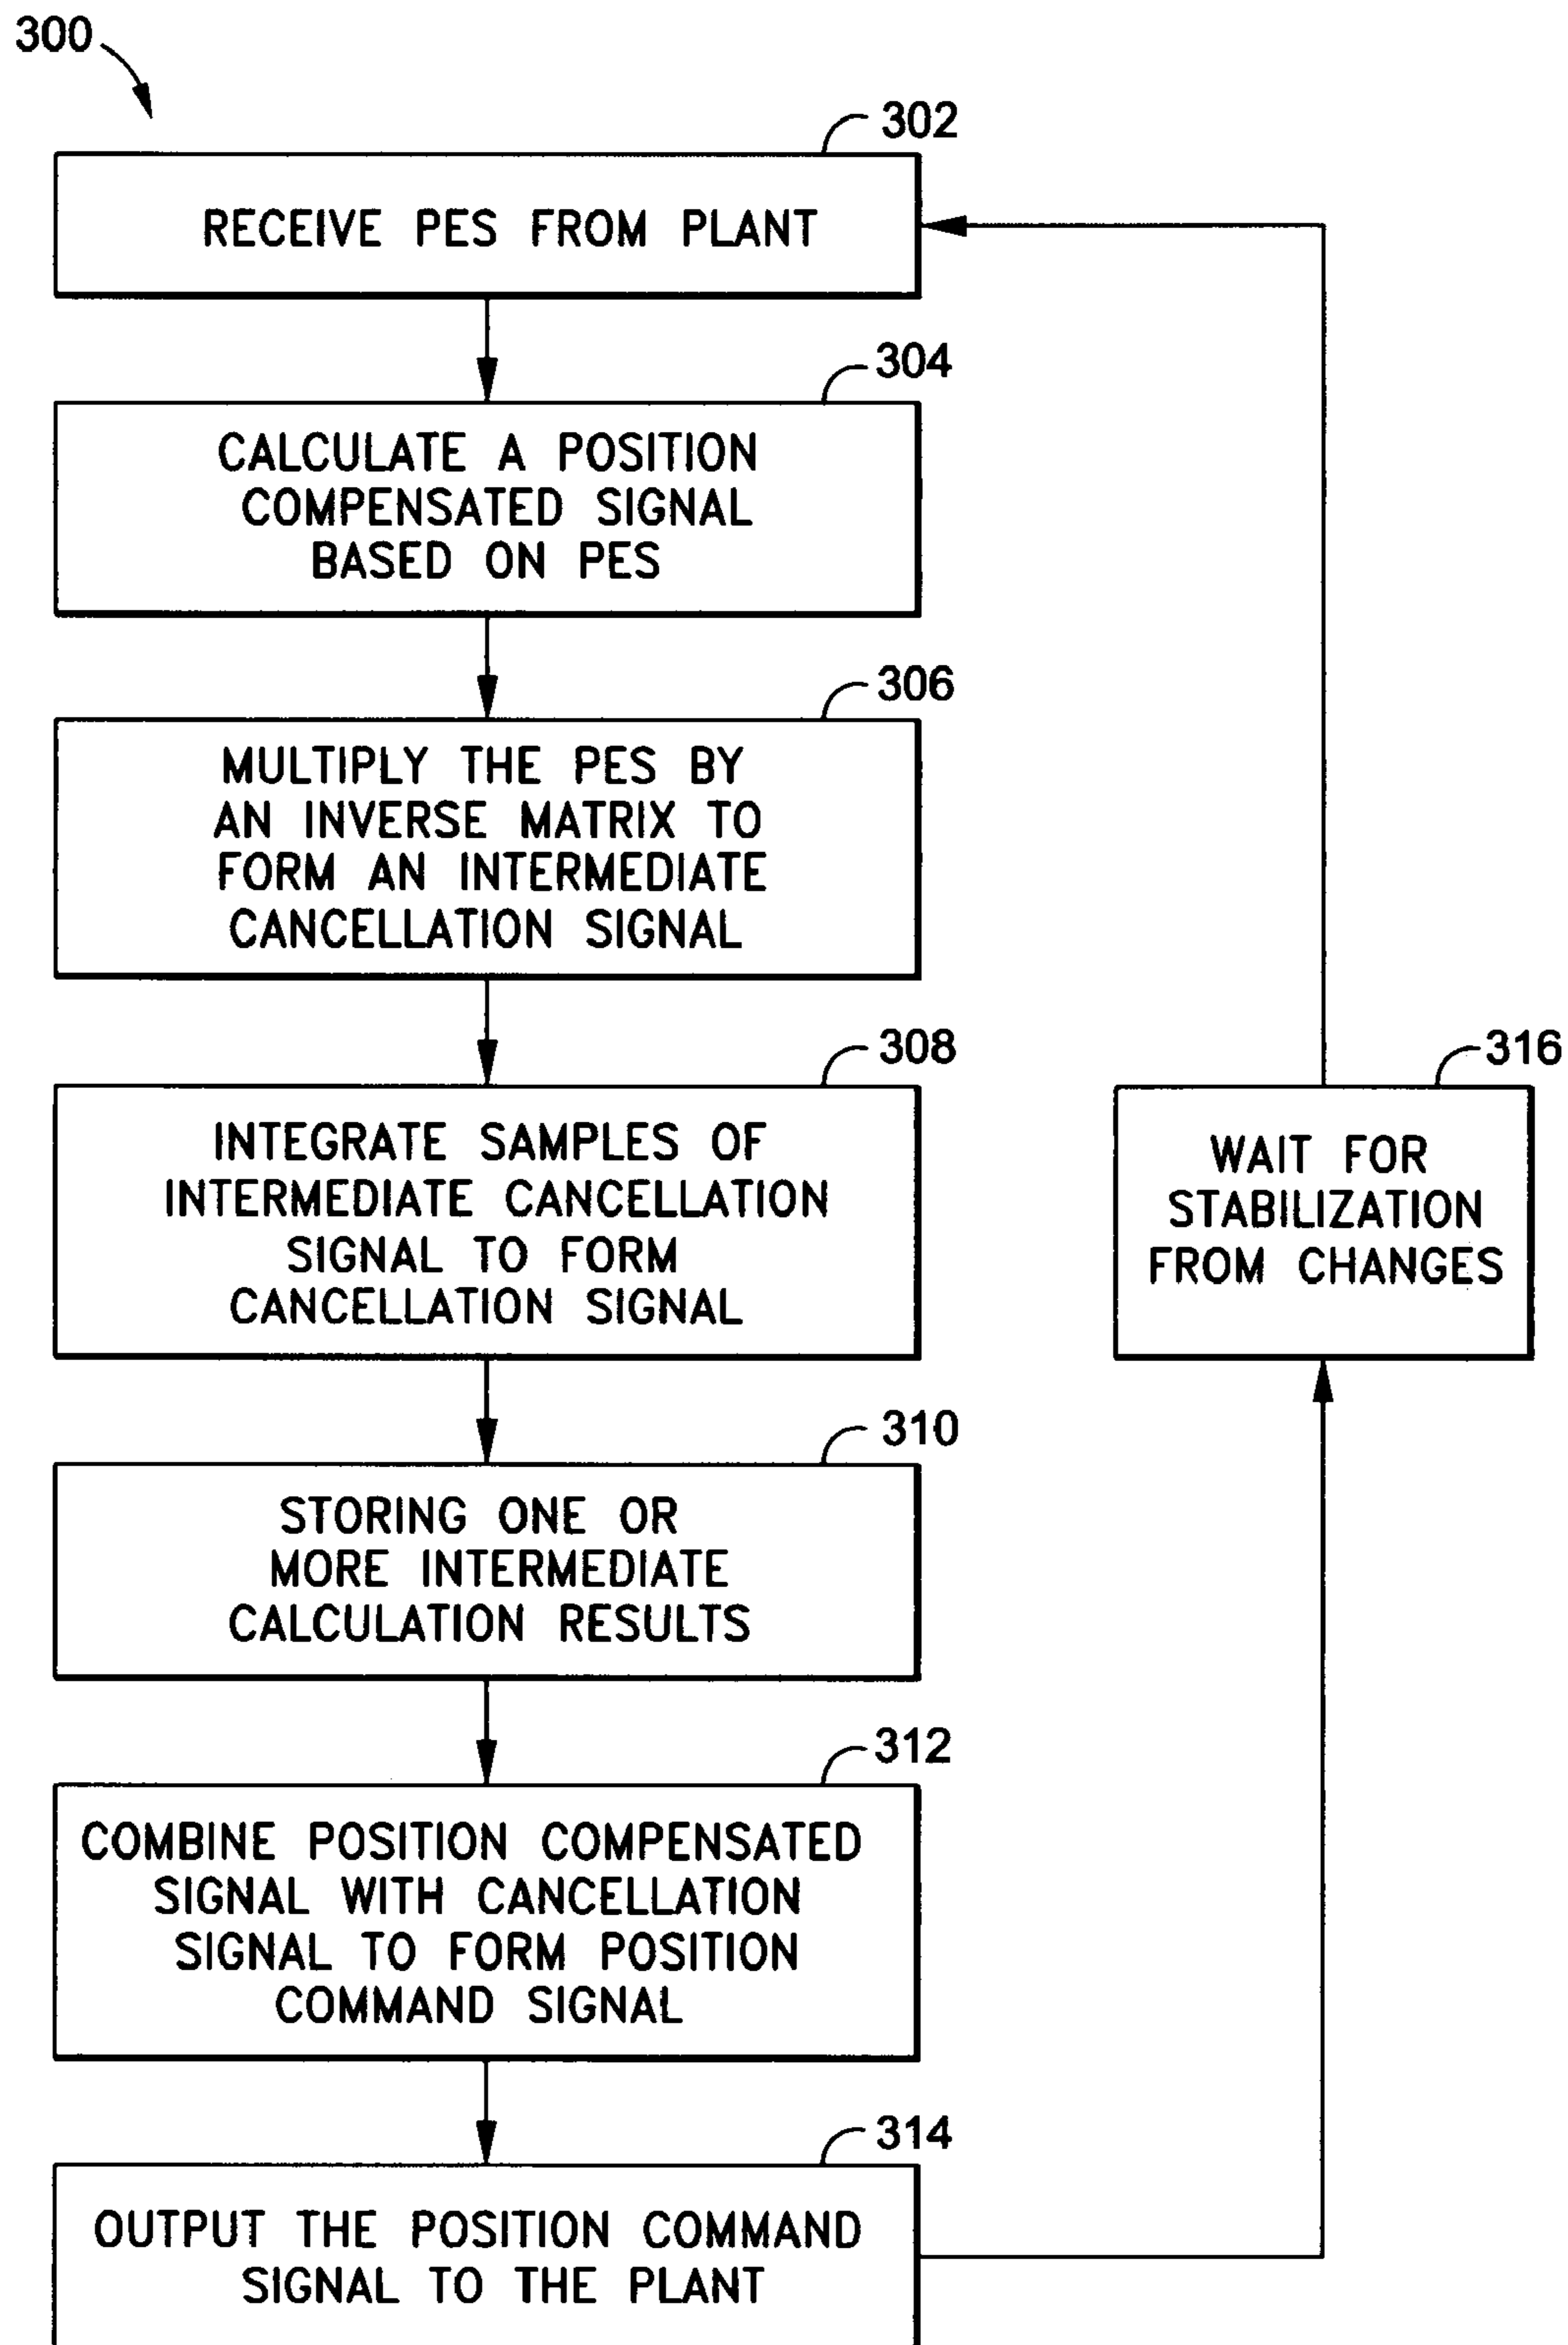 300
302
RECEIVE PES FROM PLANT
304
CALCULATE A POSITION
COMPENSATED SIGNAL
BASED ON PES
306
MULTIPLY THE PES BY
AN INVERSE MATRIX TO
FORM AN INTERMEDIATE
CANCELLATION SIGNAL
308
INTEGRATE SAMPLES OF
INTERMEDIATE CANCELLATION
SIGNAL TO FORM
CANCELLATION SIGNAL
316
WAIT FOR
STABILIZATION
FROM CHANGES
310
STORING ONE OR
MORE INTERMEDIATE
CALCULATION RESULTS
312
COMBINE POSITION COMPENSATED
SIGNAL WITH CANCELLATION
SIGNAL TO FORM POSITION
COMMAND SIGNAL
314
OUTPUT THE POSITION COMMAND
SIGNAL TO THE PLANT